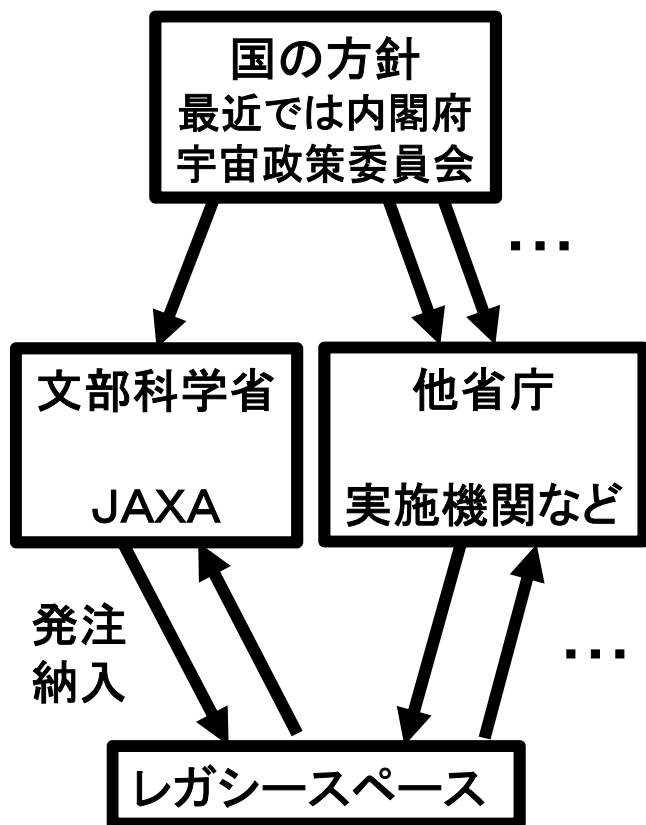 国の方針
最近では内閣府
宇宙政策委員会
...
文部科学省
JAXA
他省庁
実施機関など
発注
納入
...
レガシースペース